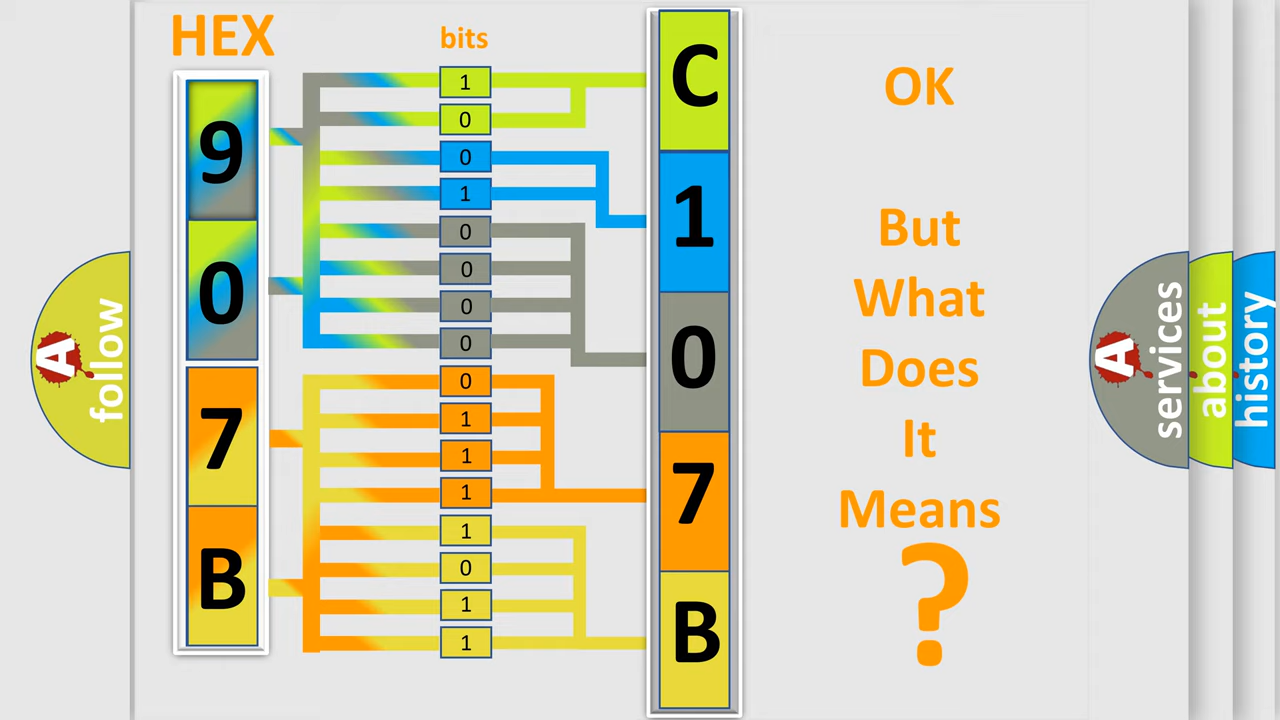 HEX
bits
9
0
7
B
1
0
0
1
0
0
0
0
0
1
1
1
1
0
1
1
C
1
0
7
B
OK
But
What
Does
It
Means
?
A
follow
A
services
about
history